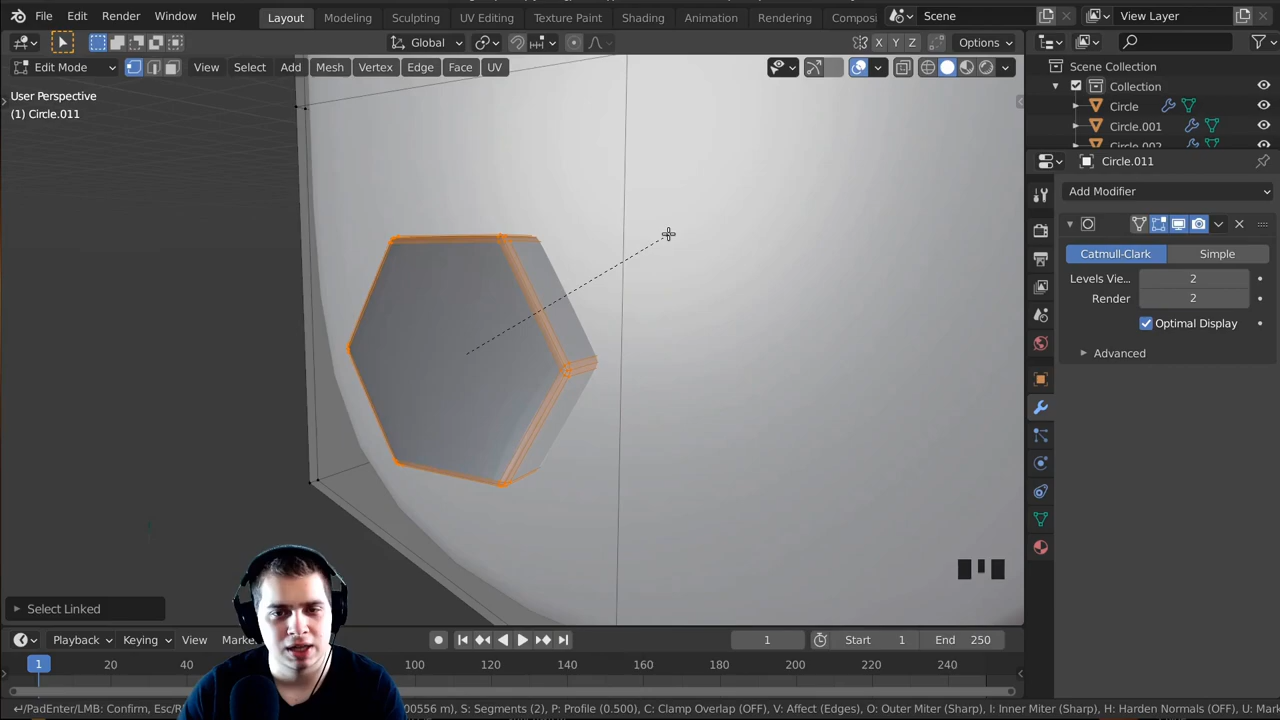 File Edit Render Window Help Layout Modeling Sculpting UV Editing Texture Paint Shading Animation Rendering Composi Scene View Layer
Global X Y Z Options
Edit Mode View Select Add Mesh Vertex Edge Face UV
Scene Collection
Collection
Circle
Circle.001
Circle.002
User Perspective
(1) Circle.011
Circle.011
Add Modifier
Catmull-Clark Simple
Levels Vie... 2
Render 2
Optimal Display
Advanced
Select Linked
Playback Keying View Marke 1 Start 1 End 250
1 20 40 100 120 140 160 180 200 220 240
↵/PadEnter/LMB: Confirm, Esc/R 00556 m), S: Segments (2), P: Profile (0.500), C: Clamp Overlap (OFF), V: Affect (Edges), O: Outer Miter (Sharp), I: Inner Miter (Sharp), H: Harden Normals (OFF), U: Mark